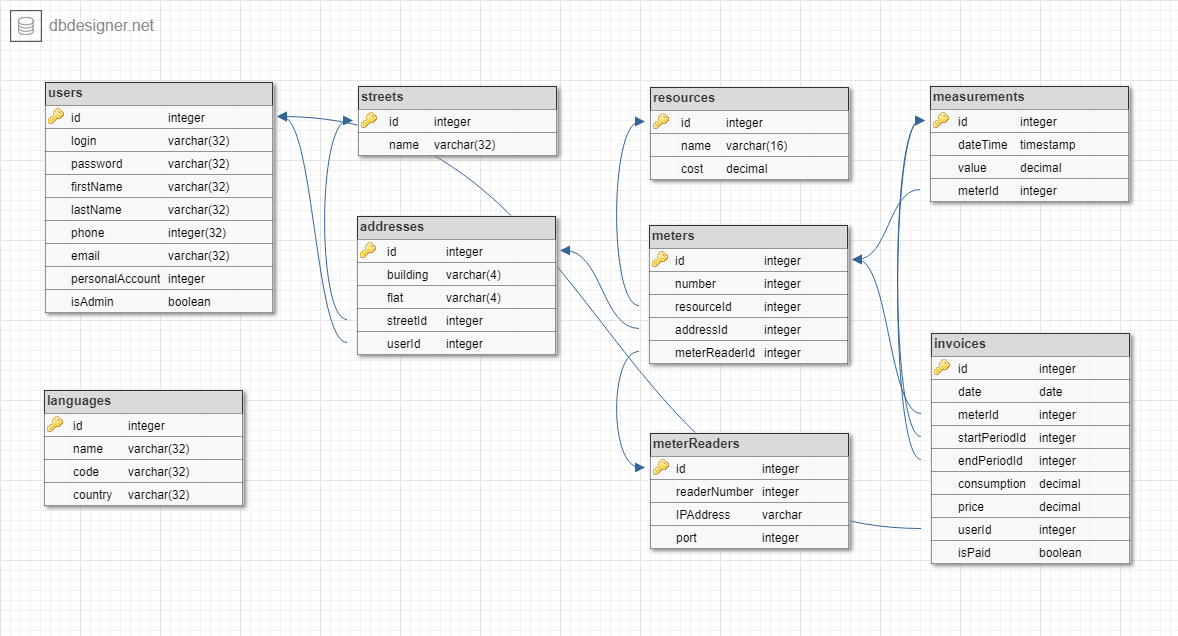 dbdesigner.net
users
id integer
login varchar(32)
password varchar(32)
firstName varchar(32)
lastName varchar(32)
phone integer(32)
email varchar(32)
personalAccount integer
isAdmin boolean
streets
id integer
name varchar(32)
addresses
id integer
building varchar(4)
flat varchar(4)
streetId integer
userId integer
languages
id integer
name varchar(32)
code varchar(32)
country varchar(32)
resources
id integer
name varchar(16)
cost decimal
meters
id integer
number integer
resourceId integer
addressId integer
meterReaderId integer
meterReaders
id integer
readerNumber integer
IPAddress varchar
port integer
measurements
id integer
dateTime timestamp
value decimal
meterId integer
invoices
id integer
date date
meterId integer
startPeriodId integer
endPeriodId integer
consumption decimal
price decimal
userId integer
isPaid boolean